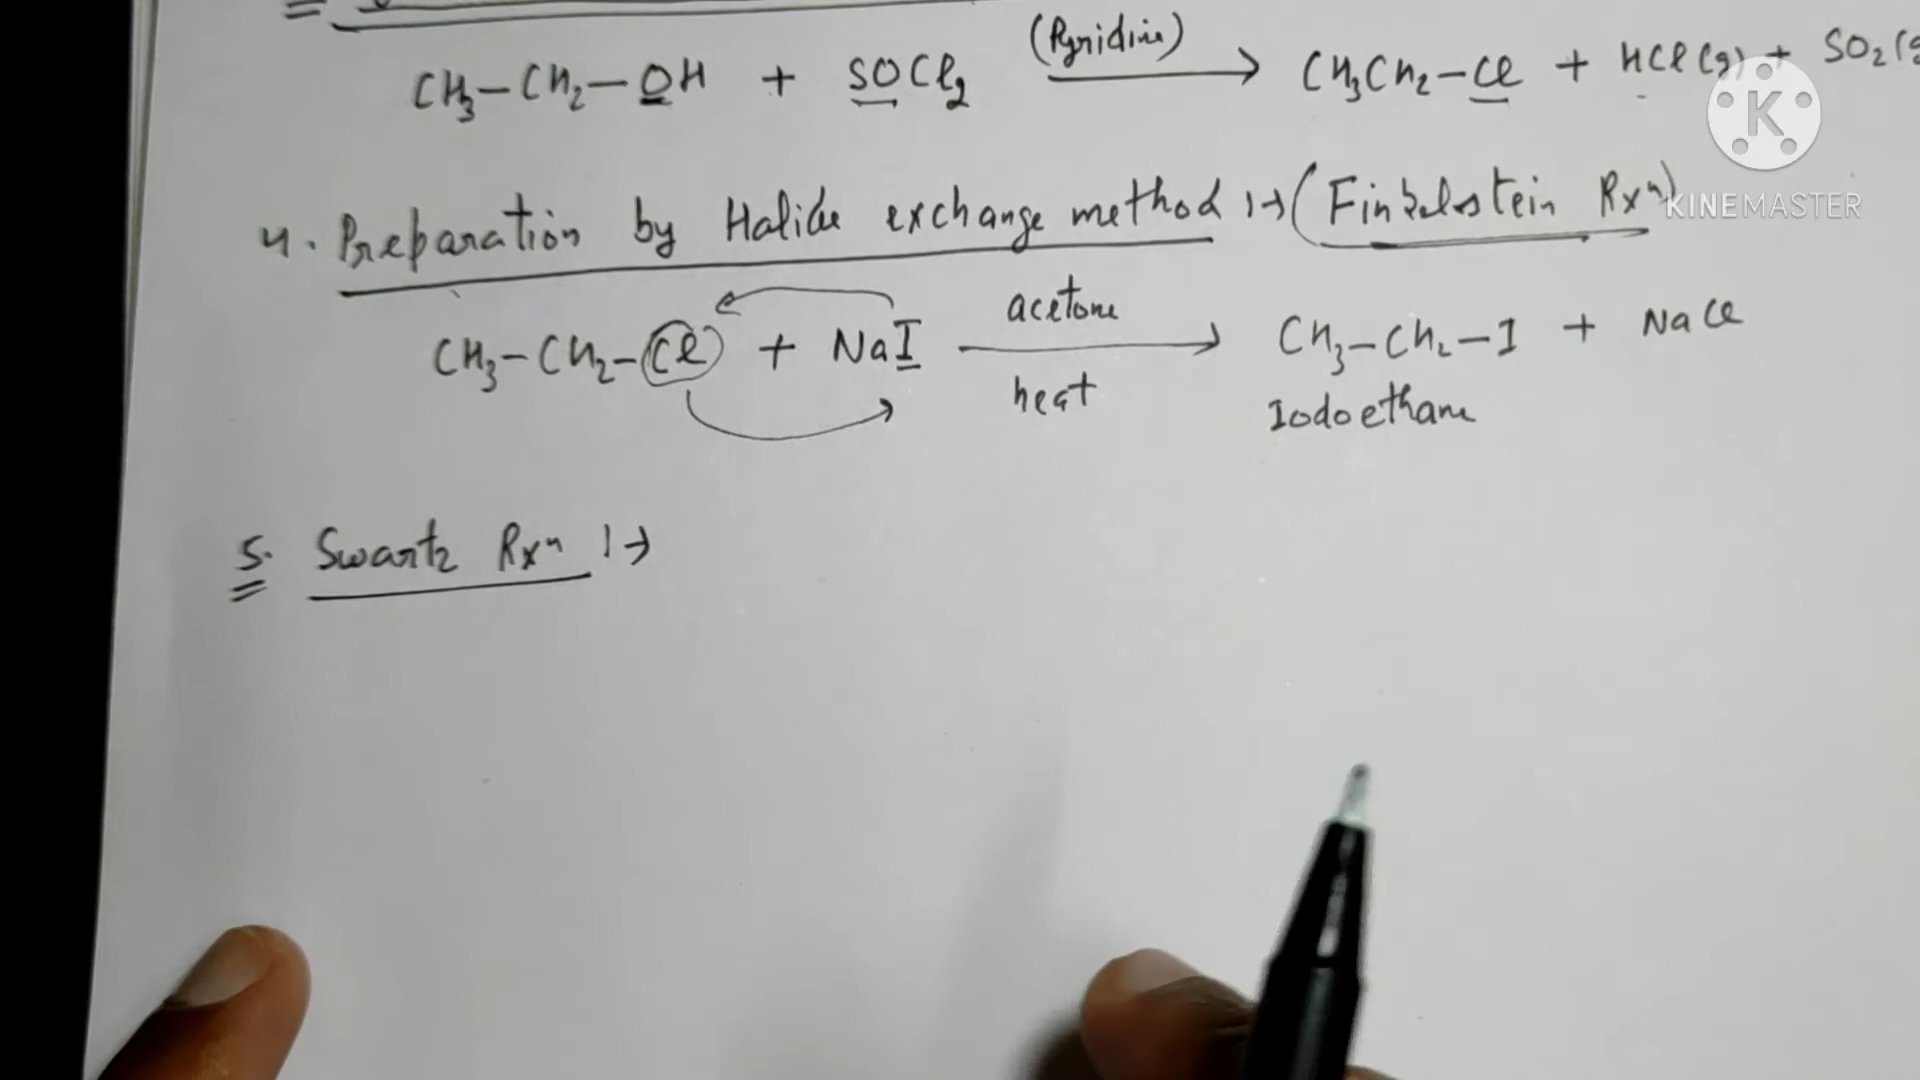 (Pyridine)
CH₃-CH₂-OH + SOCl₂ → CH₃CH₂-Cl + HCl(g) + SO₂(g
K
KINEMASTER
4. Preparation by Halide exchange method :→ (Finkelstein Rxⁿ)
acetone
CH₃-CH₂-Cl + NaI → CH₃-CH₂-I + NaCl
heat
Iodoethane
5. Swartz Rxⁿ :→